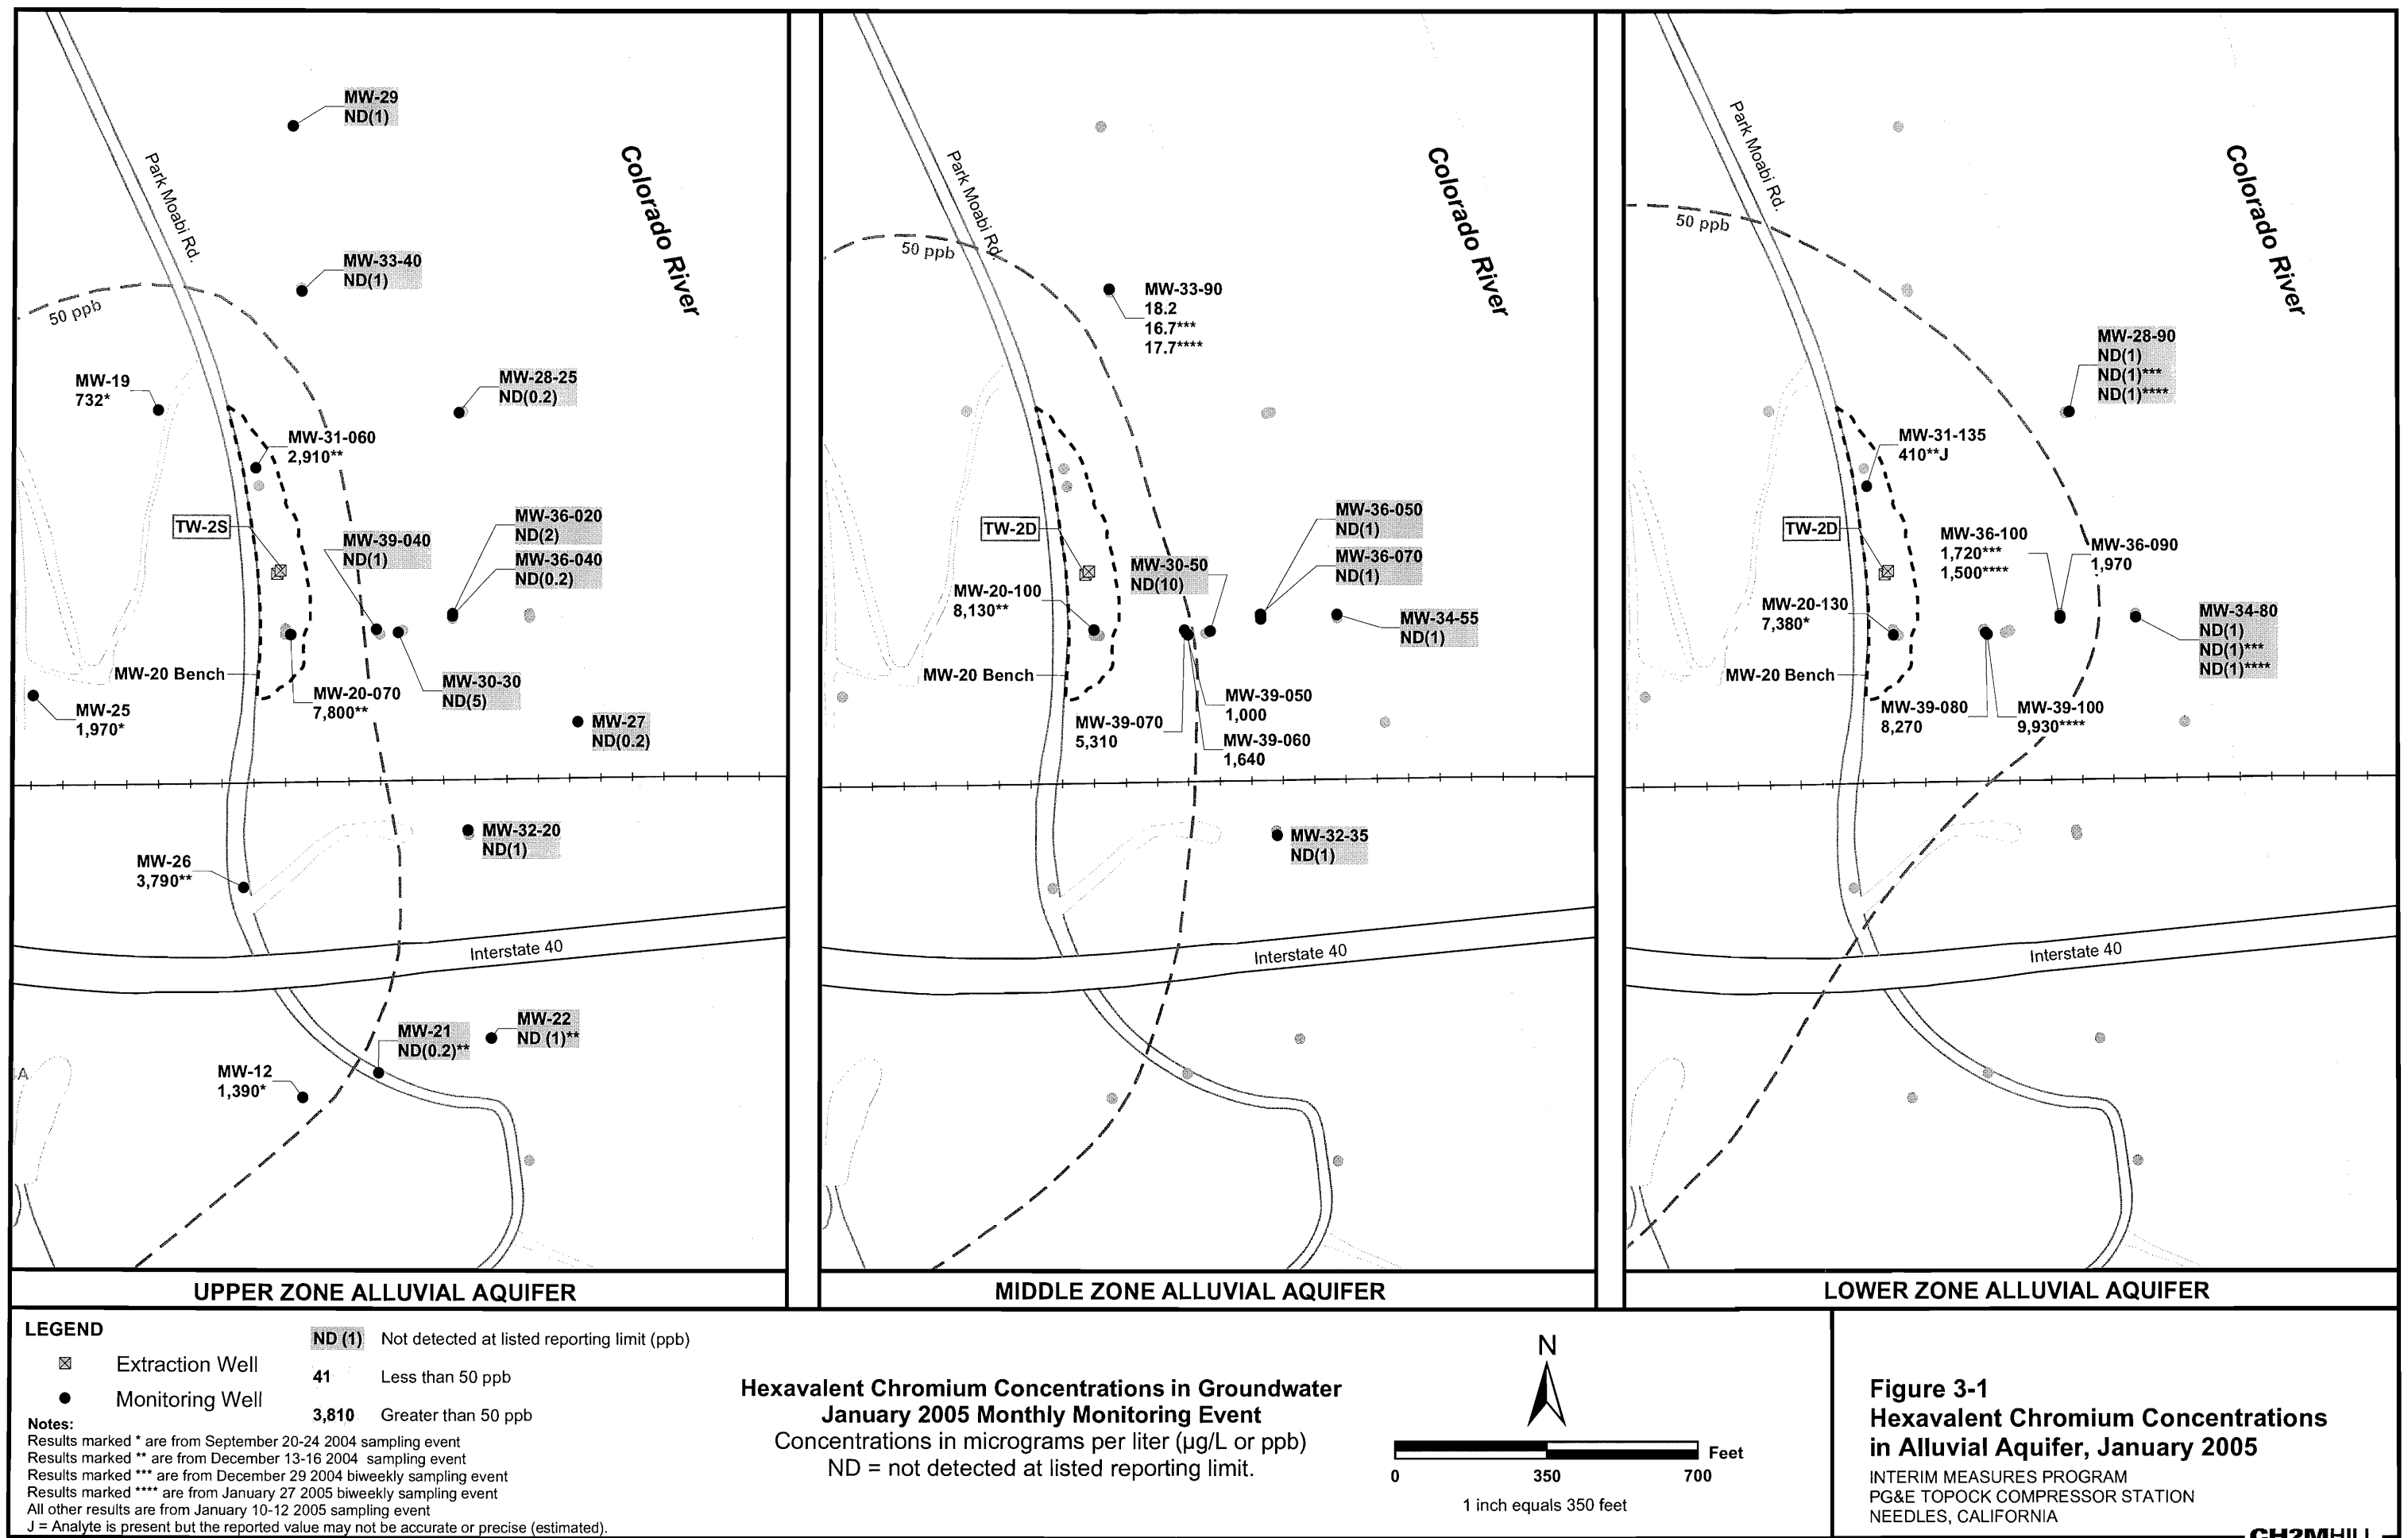 MW-29
ND(1)
Park Moabi Rd.
Colorado River
MW-33-40
ND(1)
50 ppb
MW-19
732*
MW-28-25
ND(0.2)
MW-31-060
2,910**
TW-2S
MW-36-020
ND(2)
MW-39-040
ND(1)
MW-36-040
ND(0.2)
MW-20 Bench
MW-20-070
7,800**
MW-30-30
ND(5)
MW-25
1,970*
MW-27
ND(0.2)
MW-32-20
ND(1)
MW-26
3,790**
Interstate 40
MW-22
ND (1)**
MW-21
ND(0.2)**
MW-12
1,390*
UPPER ZONE ALLUVIAL AQUIFER
Park Moabi Rd.
Colorado River
50 ppb
MW-33-90
18.2
16.7***
17.7****
TW-2D
MW-36-050
ND(1)
MW-30-50
ND(10)
MW-36-070
ND(1)
MW-20-100
8,130**
MW-34-55
ND(1)
MW-20 Bench
MW-39-050
1,000
MW-39-070
5,310
MW-39-060
1,640
MW-32-35
ND(1)
Interstate 40
MIDDLE ZONE ALLUVIAL AQUIFER
Park Moabi Rd.
Colorado River
50 ppb
MW-28-90
ND(1)
ND(1)***
ND(1)****
MW-31-135
410**J
TW-2D
MW-36-100
1,720***
1,500****
MW-36-090
1,970
MW-20-130
7,380*
MW-34-80
ND(1)
ND(1)***
ND(1)****
MW-20 Bench
MW-39-080
8,270
MW-39-100
9,930****
Interstate 40
LOWER ZONE ALLUVIAL AQUIFER
LEGEND
Extraction Well
Monitoring Well
ND (1) Not detected at listed reporting limit (ppb)
41 Less than 50 ppb
3,810 Greater than 50 ppb
Notes:
Results marked * are from September 20-24 2004 sampling event
Results marked ** are from December 13-16 2004 sampling event
Results marked *** are from December 29 2004 biweekly sampling event
Results marked **** are from January 27 2005 biweekly sampling event
All other results are from January 10-12 2005 sampling event
J = Analyte is present but the reported value may not be accurate or precise (estimated).
Hexavalent Chromium Concentrations in Groundwater
January 2005 Monthly Monitoring Event
Concentrations in micrograms per liter (µg/L or ppb)
ND = not detected at listed reporting limit.
N
Feet
0 350 700
1 inch equals 350 feet
Figure 3-1
Hexavalent Chromium Concentrations
in Alluvial Aquifer, January 2005
INTERIM MEASURES PROGRAM
PG&E TOPOCK COMPRESSOR STATION
NEEDLES, CALIFORNIA
CH2MHILL